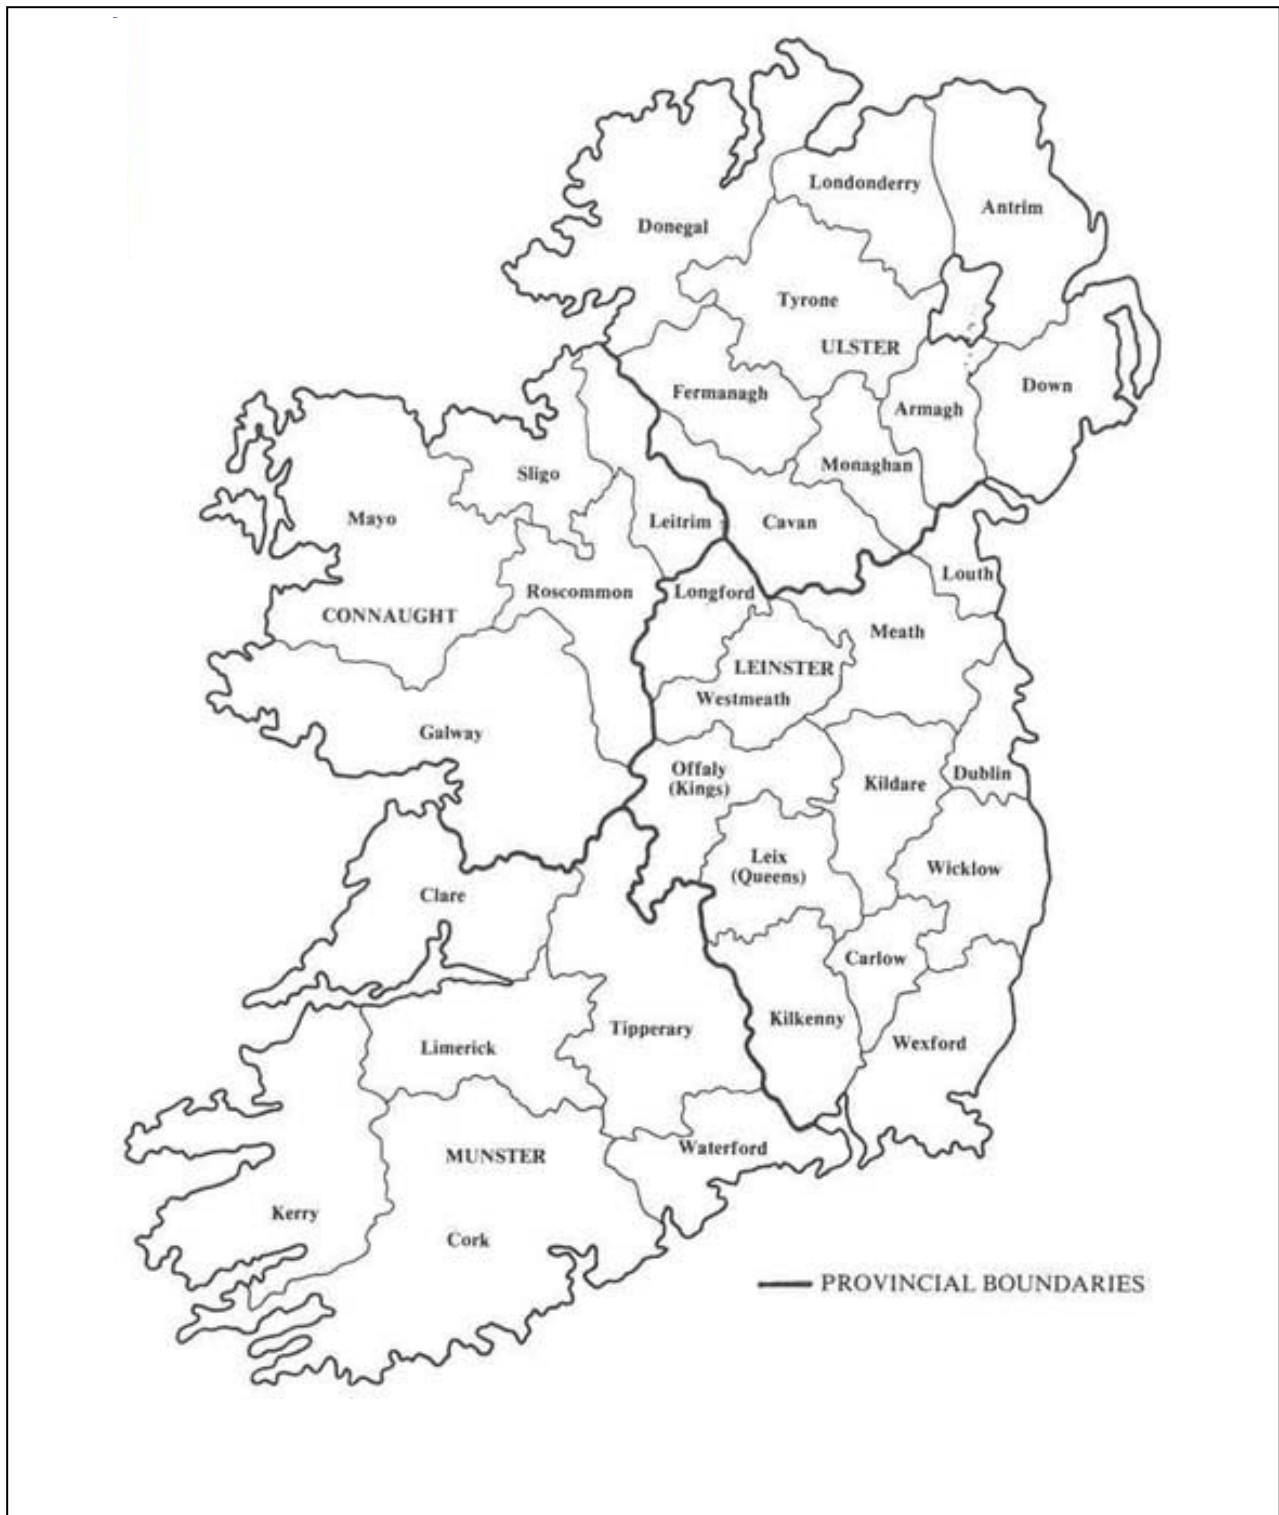 Londonderry
Antrim
Donegal
Tyrone
ULSTER
Fermanagh
Down
Armagh
Monaghan
Sligo
Mayo
Leitrim
Cavan
Louth
Roscommon
Longford
CONNAUGHT
Meath
LEINSTER
Westmeath
Galway
Offaly
(Kings)
Kildare
Dublin
Leix
(Queens)
Wicklow
Clare
Carlow
Kilkenny
Tipperary
Limerick
Wexford
Waterford
MUNSTER
Kerry
Cork
PROVINCIAL BOUNDARIES